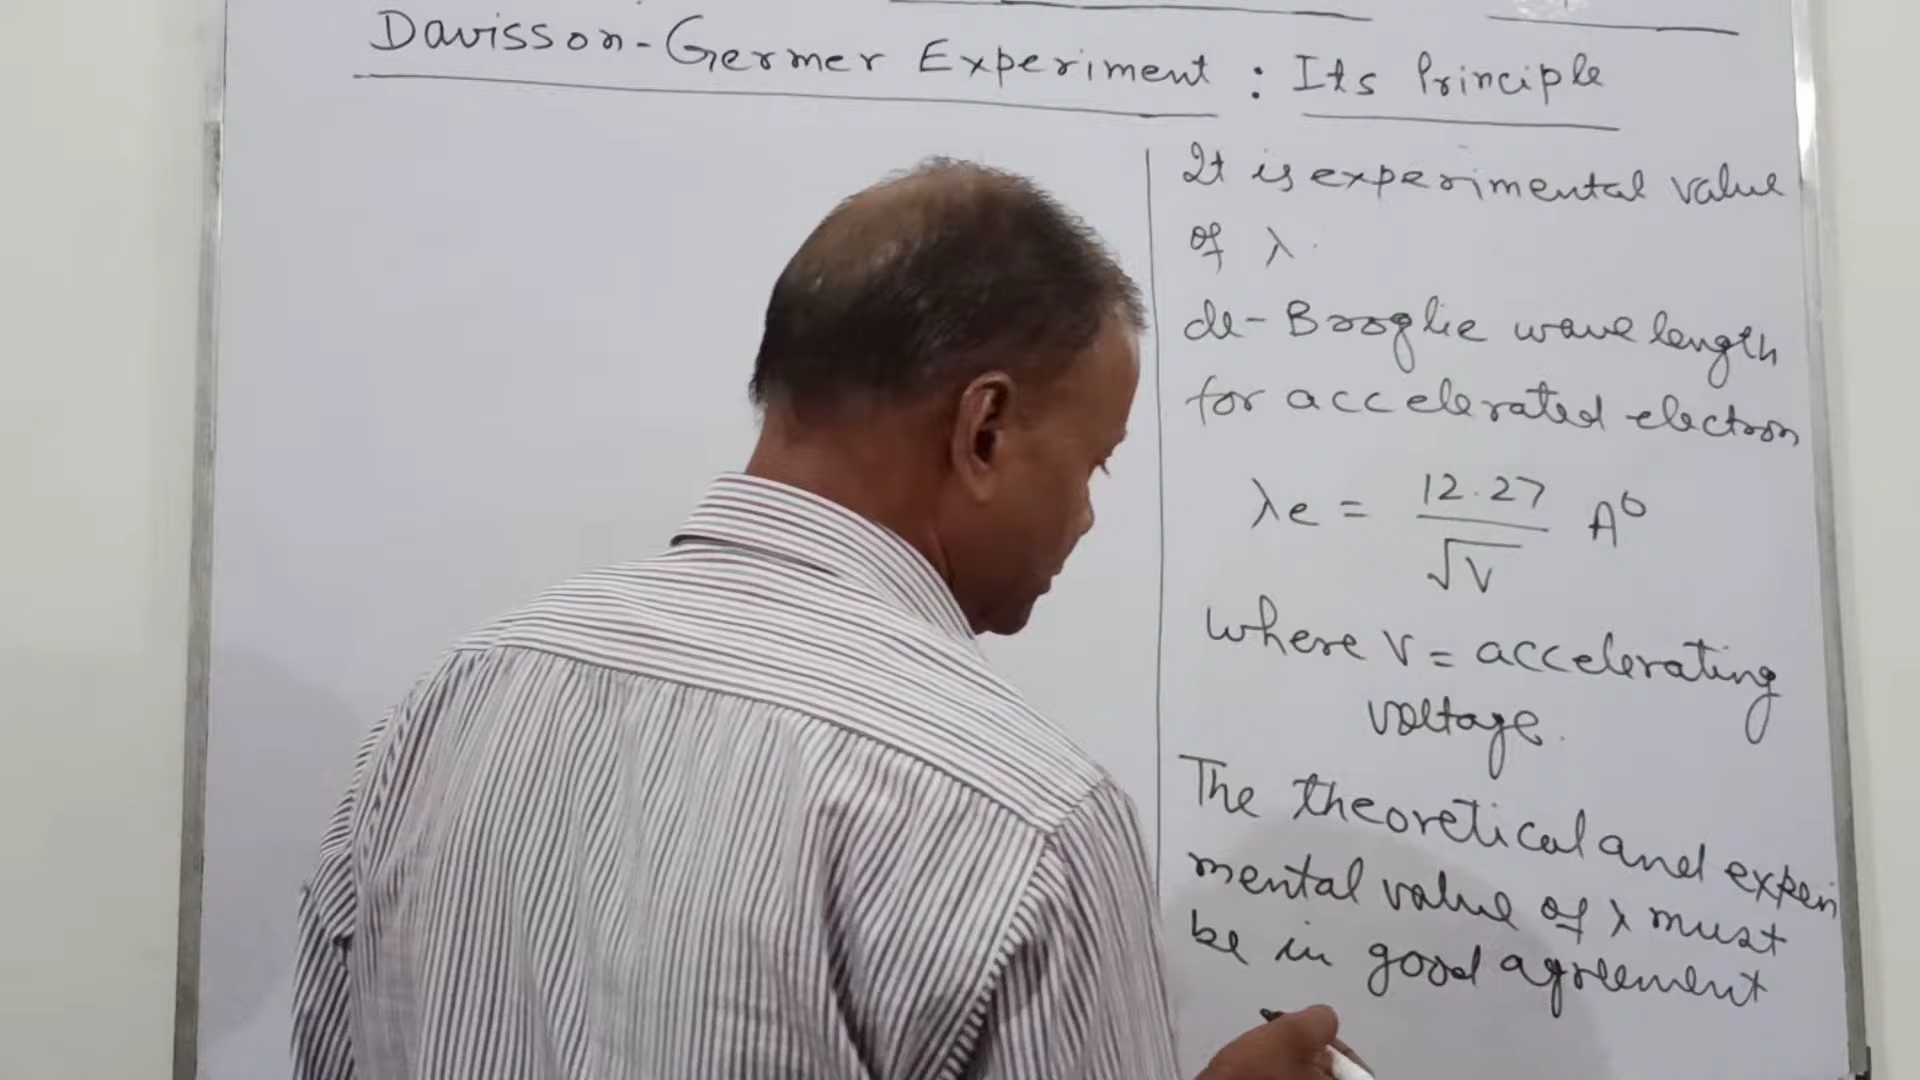 Davisson-Germer Experiment : Its Principle
It is experimental value
of λ.
de-Broglie wave length
for accelerated electron
λe = 12.27 / √V A⁰
where V = accelerating
voltage.
The theoretical and experi
mental value of λ must
be in good agreement